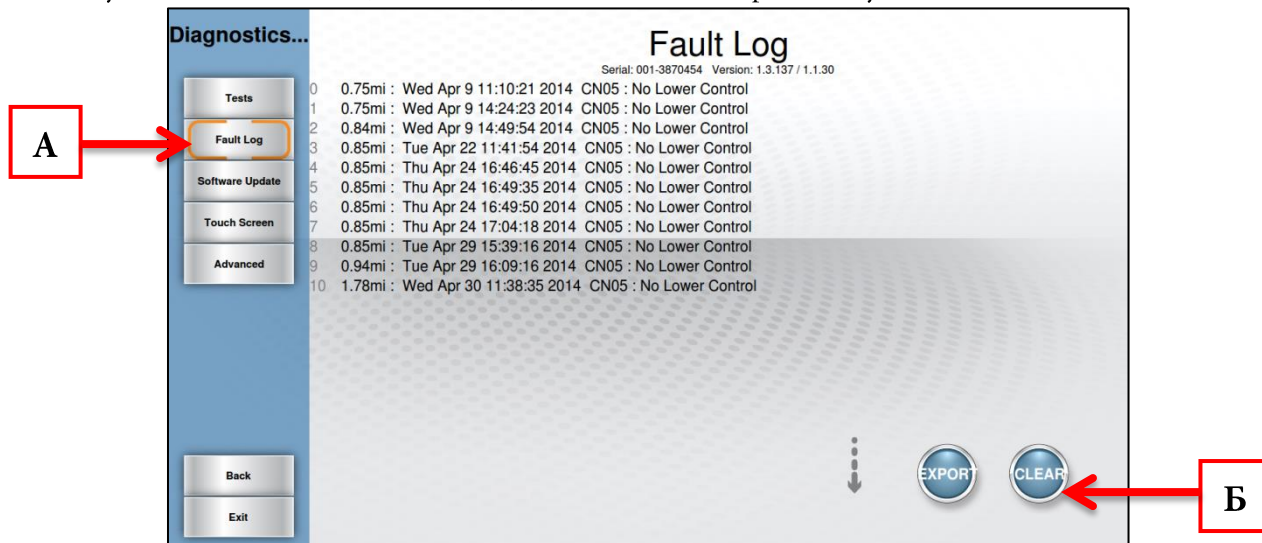 Diagnostics...
Fault Log
Serial: 001-3870454 Version: 1.3.137 / 1.1.30
Tests
Fault Log
Software Update
Touch Screen
Advanced
0 0.75mi : Wed Apr 9 11:10:21 2014 CN05 : No Lower Control
1 0.75mi : Wed Apr 9 14:24:23 2014 CN05 : No Lower Control
2 0.84mi : Wed Apr 9 14:49:54 2014 CN05 : No Lower Control
3 0.85mi : Tue Apr 22 11:41:54 2014 CN05 : No Lower Control
4 0.85mi : Thu Apr 24 16:46:45 2014 CN05 : No Lower Control
5 0.85mi : Thu Apr 24 16:49:35 2014 CN05 : No Lower Control
6 0.85mi : Thu Apr 24 16:49:50 2014 CN05 : No Lower Control
7 0.85mi : Thu Apr 24 17:04:18 2014 CN05 : No Lower Control
8 0.85mi : Tue Apr 29 15:39:16 2014 CN05 : No Lower Control
9 0.94mi : Tue Apr 29 16:09:16 2014 CN05 : No Lower Control
10 1.78mi : Wed Apr 30 11:38:35 2014 CN05 : No Lower Control
А
Back
Exit
EXPORT
CLEAR
Б